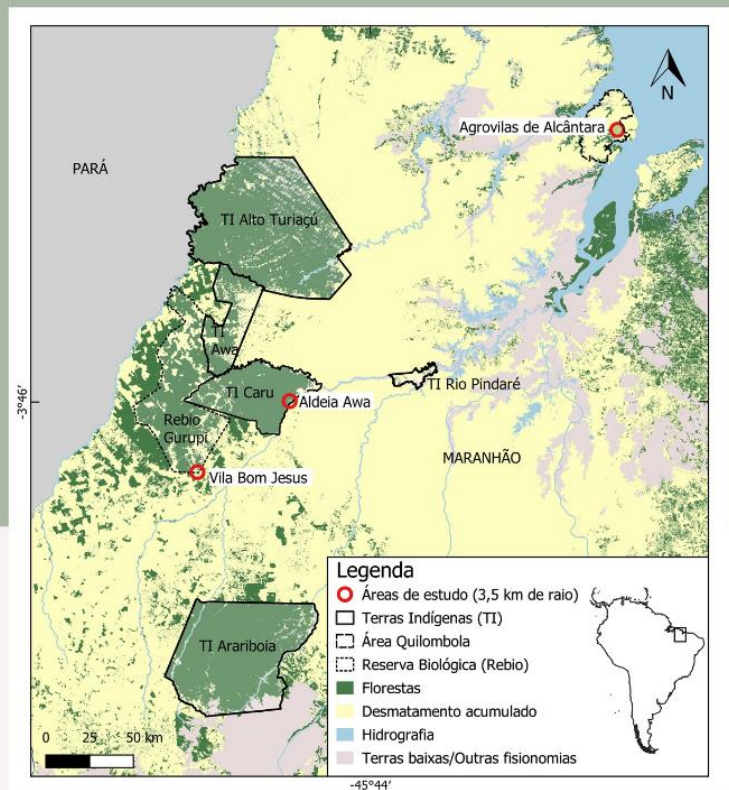 N
Agrovilas de Alcântara
PARÁ
TI Alto Turiaçú
TI
Awa
TI Caru
TI Rio Pindaré
Aldeia Awa
-3°46'
Rebio
Gurupi
MARANHÃO
Vila Bom Jesus
TI Arariboia
0 25 50 km
Legenda
Áreas de estudo (3,5 km de raio)
Terras Indígenas (TI)
Área Quilombola
Reserva Biológica (Rebio)
Florestas
Desmatamento acumulado
Hidrografia
Terras baixas/Outras fisionomias
-45°44'